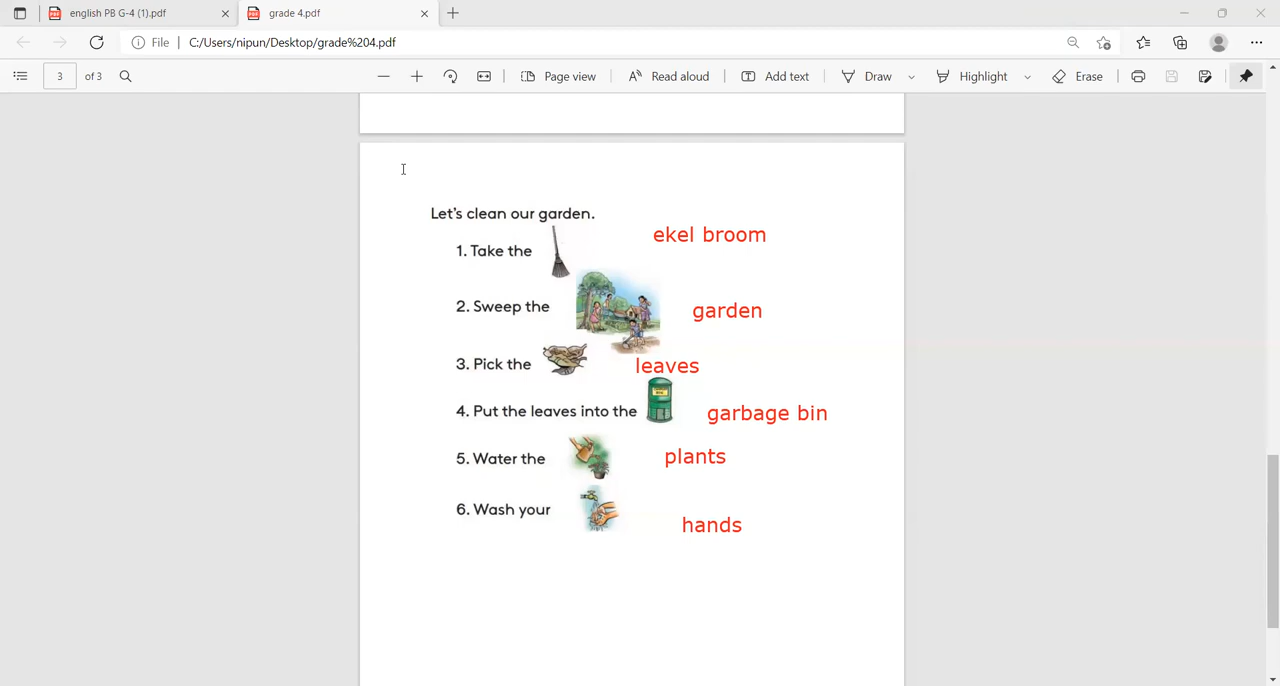 english PB G-4 (1).pdf
grade 4.pdf
File | C:/Users/nipun/Desktop/grade%204.pdf
3 of 3
Page view
Read aloud
Add text
Draw
Highlight
Erase
Let's clean our garden.
1. Take the ekel broom
2. Sweep the garden
3. Pick the leaves
4. Put the leaves into the garbage bin
5. Water the plants
6. Wash your hands